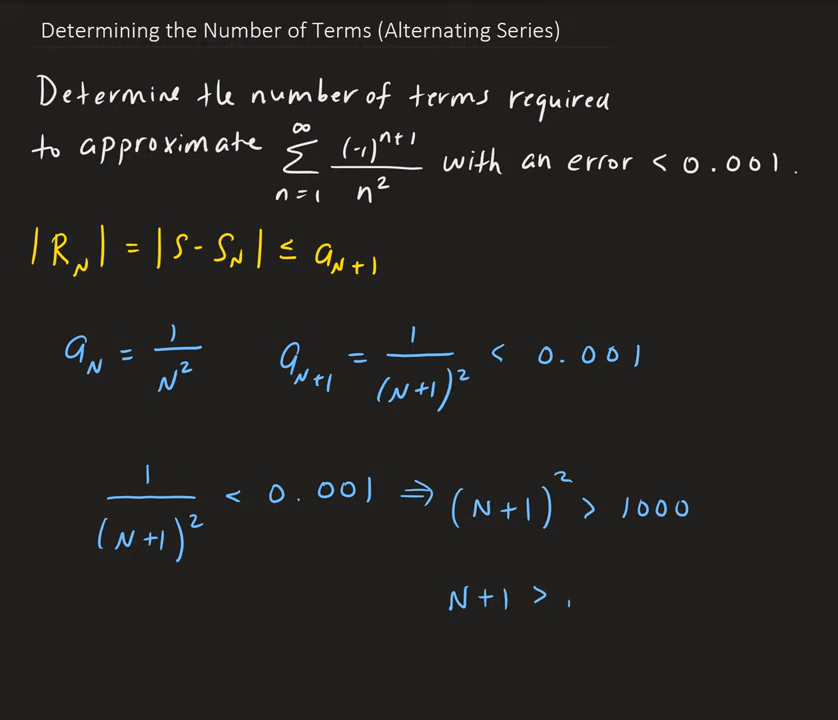 Determining the Number of Terms (Alternating Series)
Determine the number of terms required
to approximate ∑_{n=1}^{∞} (-1)^{n+1}/n^2 with an error < 0.001.
|R_N| = |S - S_N| ≤ a_{N+1}
a_N = 1/N^2 a_{N+1} = 1/(N+1)^2 < 0.001
1/(N+1)^2 < 0.001 ⇒ (N+1)^2 > 1000
N+1 >